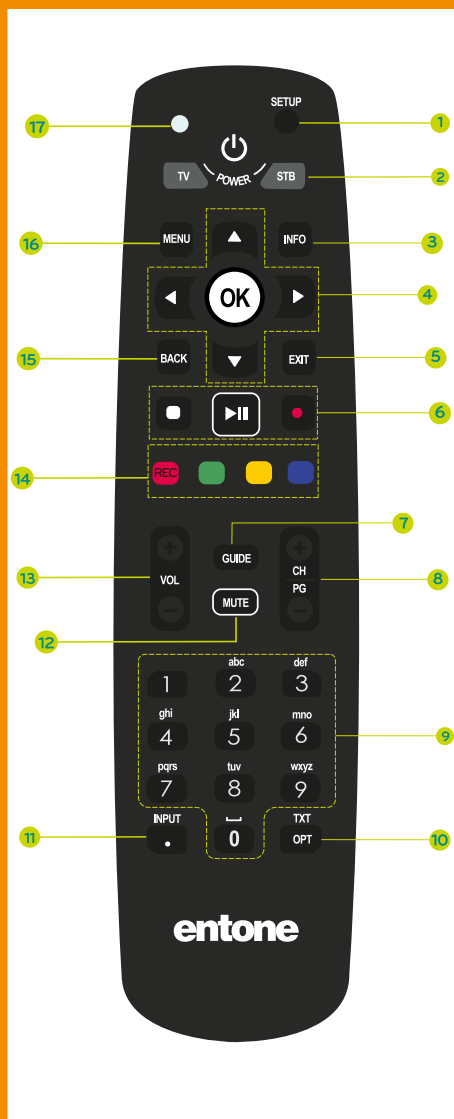 SETUP
17
1
TV POWER STB
2
MENU INFO
16
3
OK
4
BACK EXIT
15
5
6
REC
14
7
+ GUIDE +
13 VOL CH 8
PG
- MUTE -
12
abc def
1 2 3
ghi jkl mno
4 5 6
9
pqrs tuv wxyz
7 8 9
INPUT TXT
11 . 0 OPT 10
entone